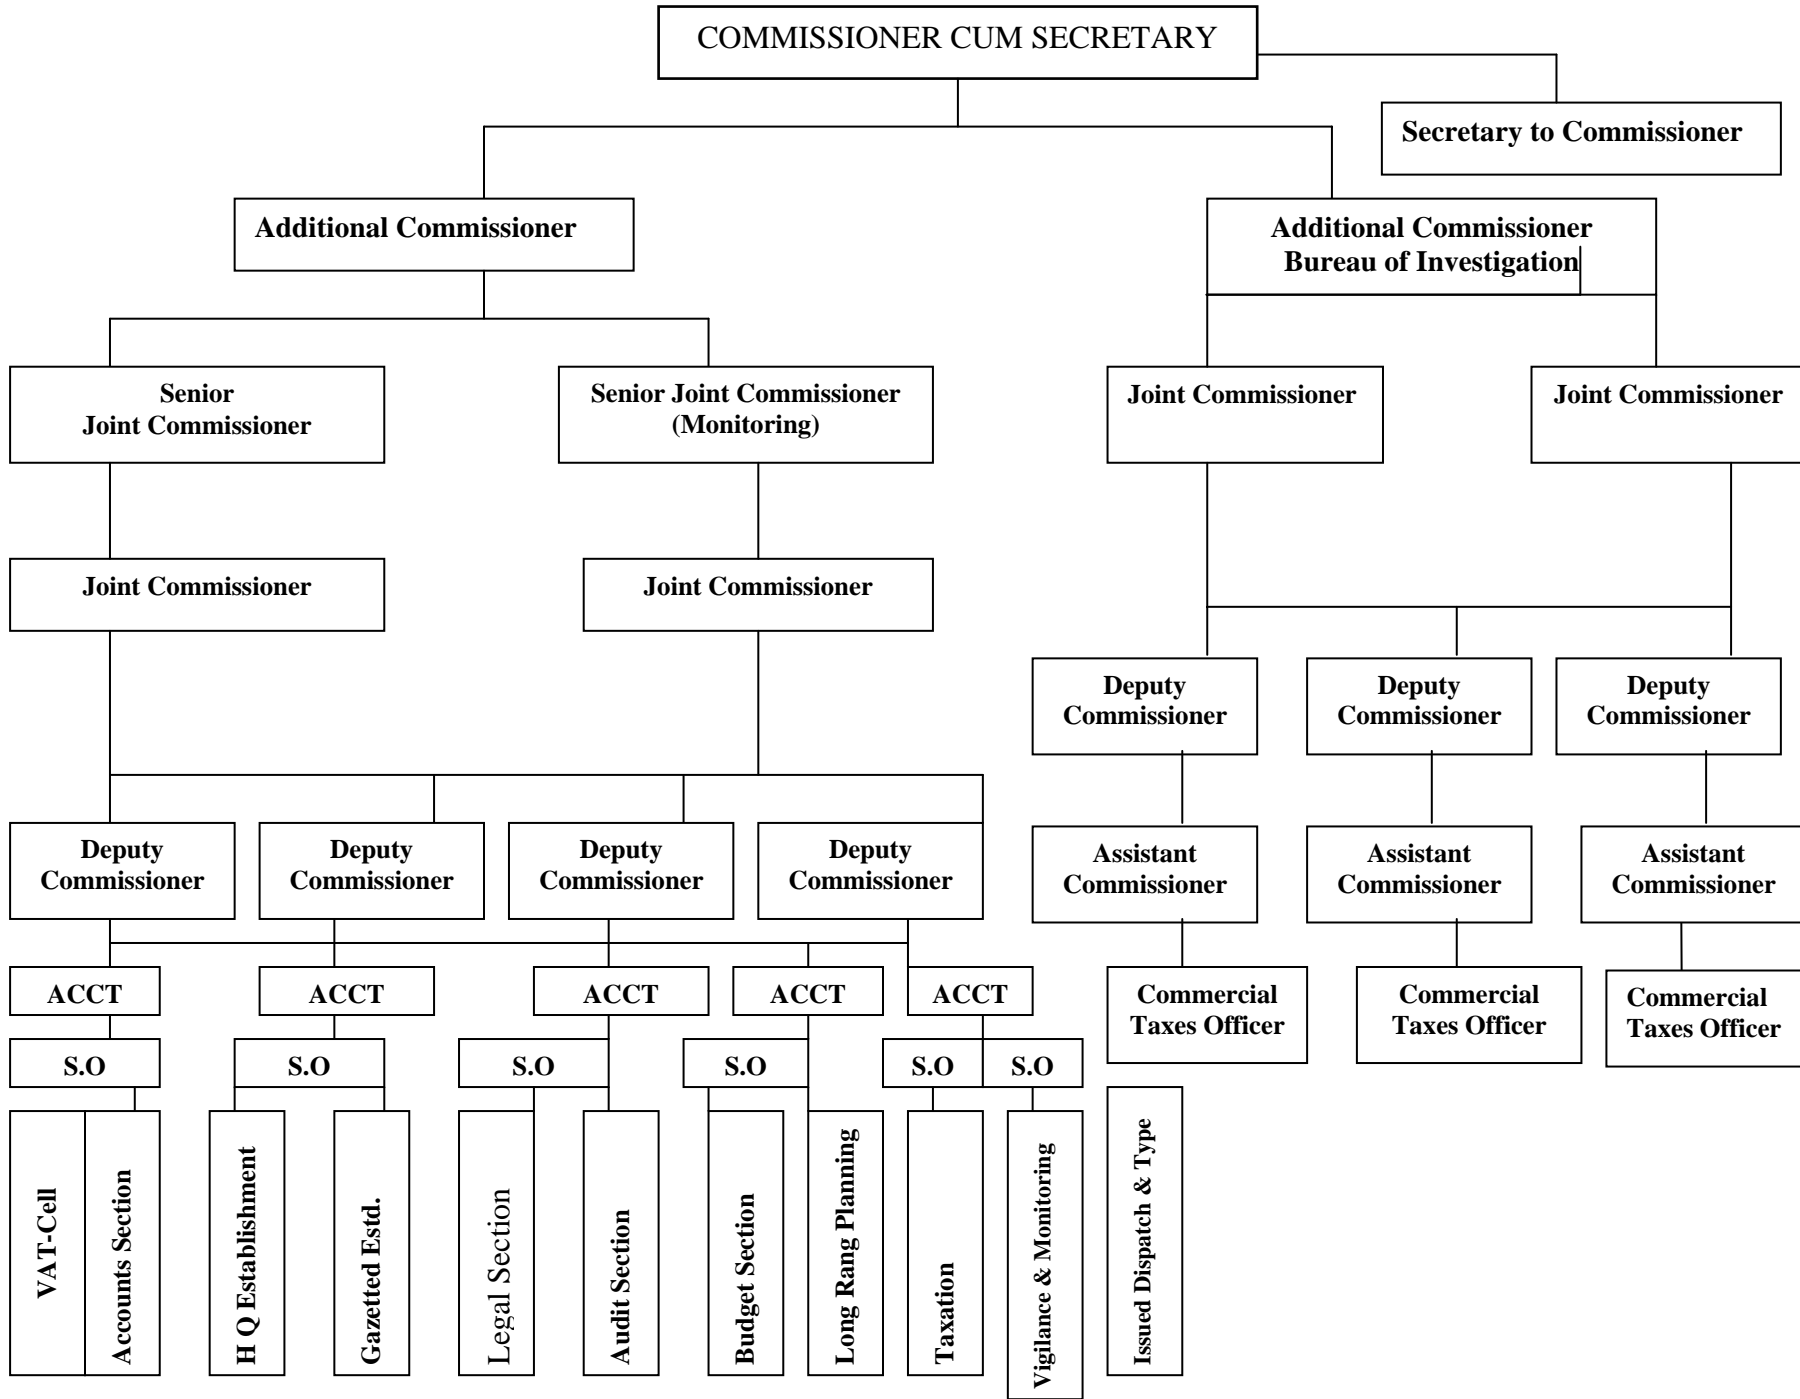 COMMISSIONER CUM SECRETARY
Secretary to Commissioner
Additional Commissioner
Additional Commissioner
Bureau of Investigation
Senior
Joint Commissioner
Senior Joint Commissioner
(Monitoring)
Joint Commissioner
Joint Commissioner
Joint Commissioner
Joint Commissioner
Deputy
Commissioner
Deputy
Commissioner
Deputy
Commissioner
Deputy
Commissioner
Deputy
Commissioner
Deputy
Commissioner
Deputy
Commissioner
Assistant
Commissioner
Assistant
Commissioner
Assistant
Commissioner
ACCT
ACCT
ACCT
ACCT
ACCT
Commercial
Taxes Officer
Commercial
Taxes Officer
Commercial
Taxes Officer
S.O
S.O
S.O
S.O
S.O
S.O
VAT-Cell
Accounts Section
H Q Establishment
Gazetted Estd.
Legal Section
Audit Section
Budget Section
Long Rang Planning
Taxation
Vigilance & Monitoring
Issued Dispatch & Type